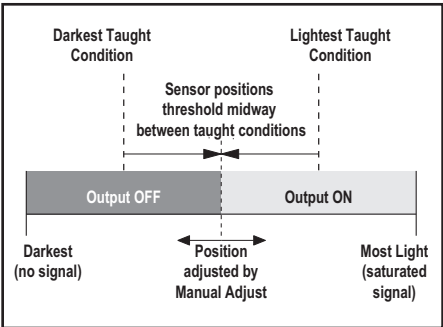 Darkest Taught
Condition
Lightest Taught
Condition
Sensor positions
threshold midway
between taught conditions
Output OFF
Output ON
Darkest
(no signal)
Position
adjusted by
Manual Adjust
Most Light
(saturated
signal)